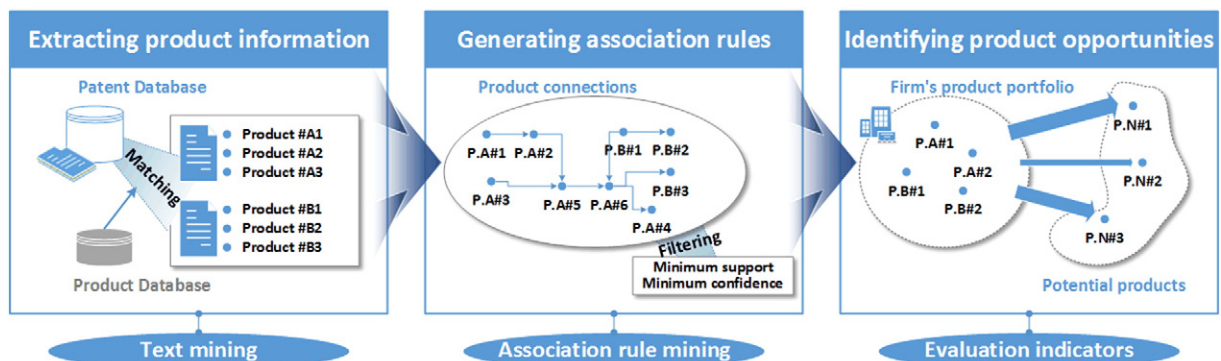 Extracting product information
Patent Database
Product #A1
Product #A2
Product #A3
Matching
Product #B1
Product #B2
Product #B3
Product Database
Text mining
Generating association rules
Product connections
P.A#1
P.A#2
P.B#1
P.B#2
P.A#3
P.A#5
P.A#6
P.B#3
P.A#4
Filtering
Minimum support
Minimum confidence
Association rule mining
Identifying product opportunities
Firm's product portfolio
P.A#1
P.A#2
P.B#1
P.B#2
P.N#1
P.N#2
P.N#3
Potential products
Evaluation indicators